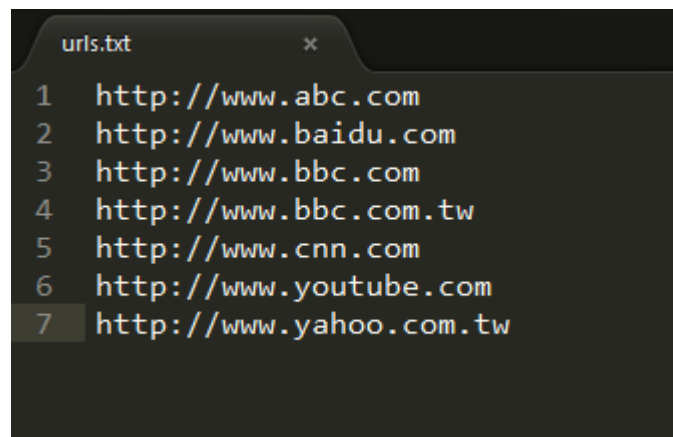 urls.txt ×
1 http://www.abc.com
2 http://www.baidu.com
3 http://www.bbc.com
4 http://www.bbc.com.tw
5 http://www.cnn.com
6 http://www.youtube.com
7 http://www.yahoo.com.tw